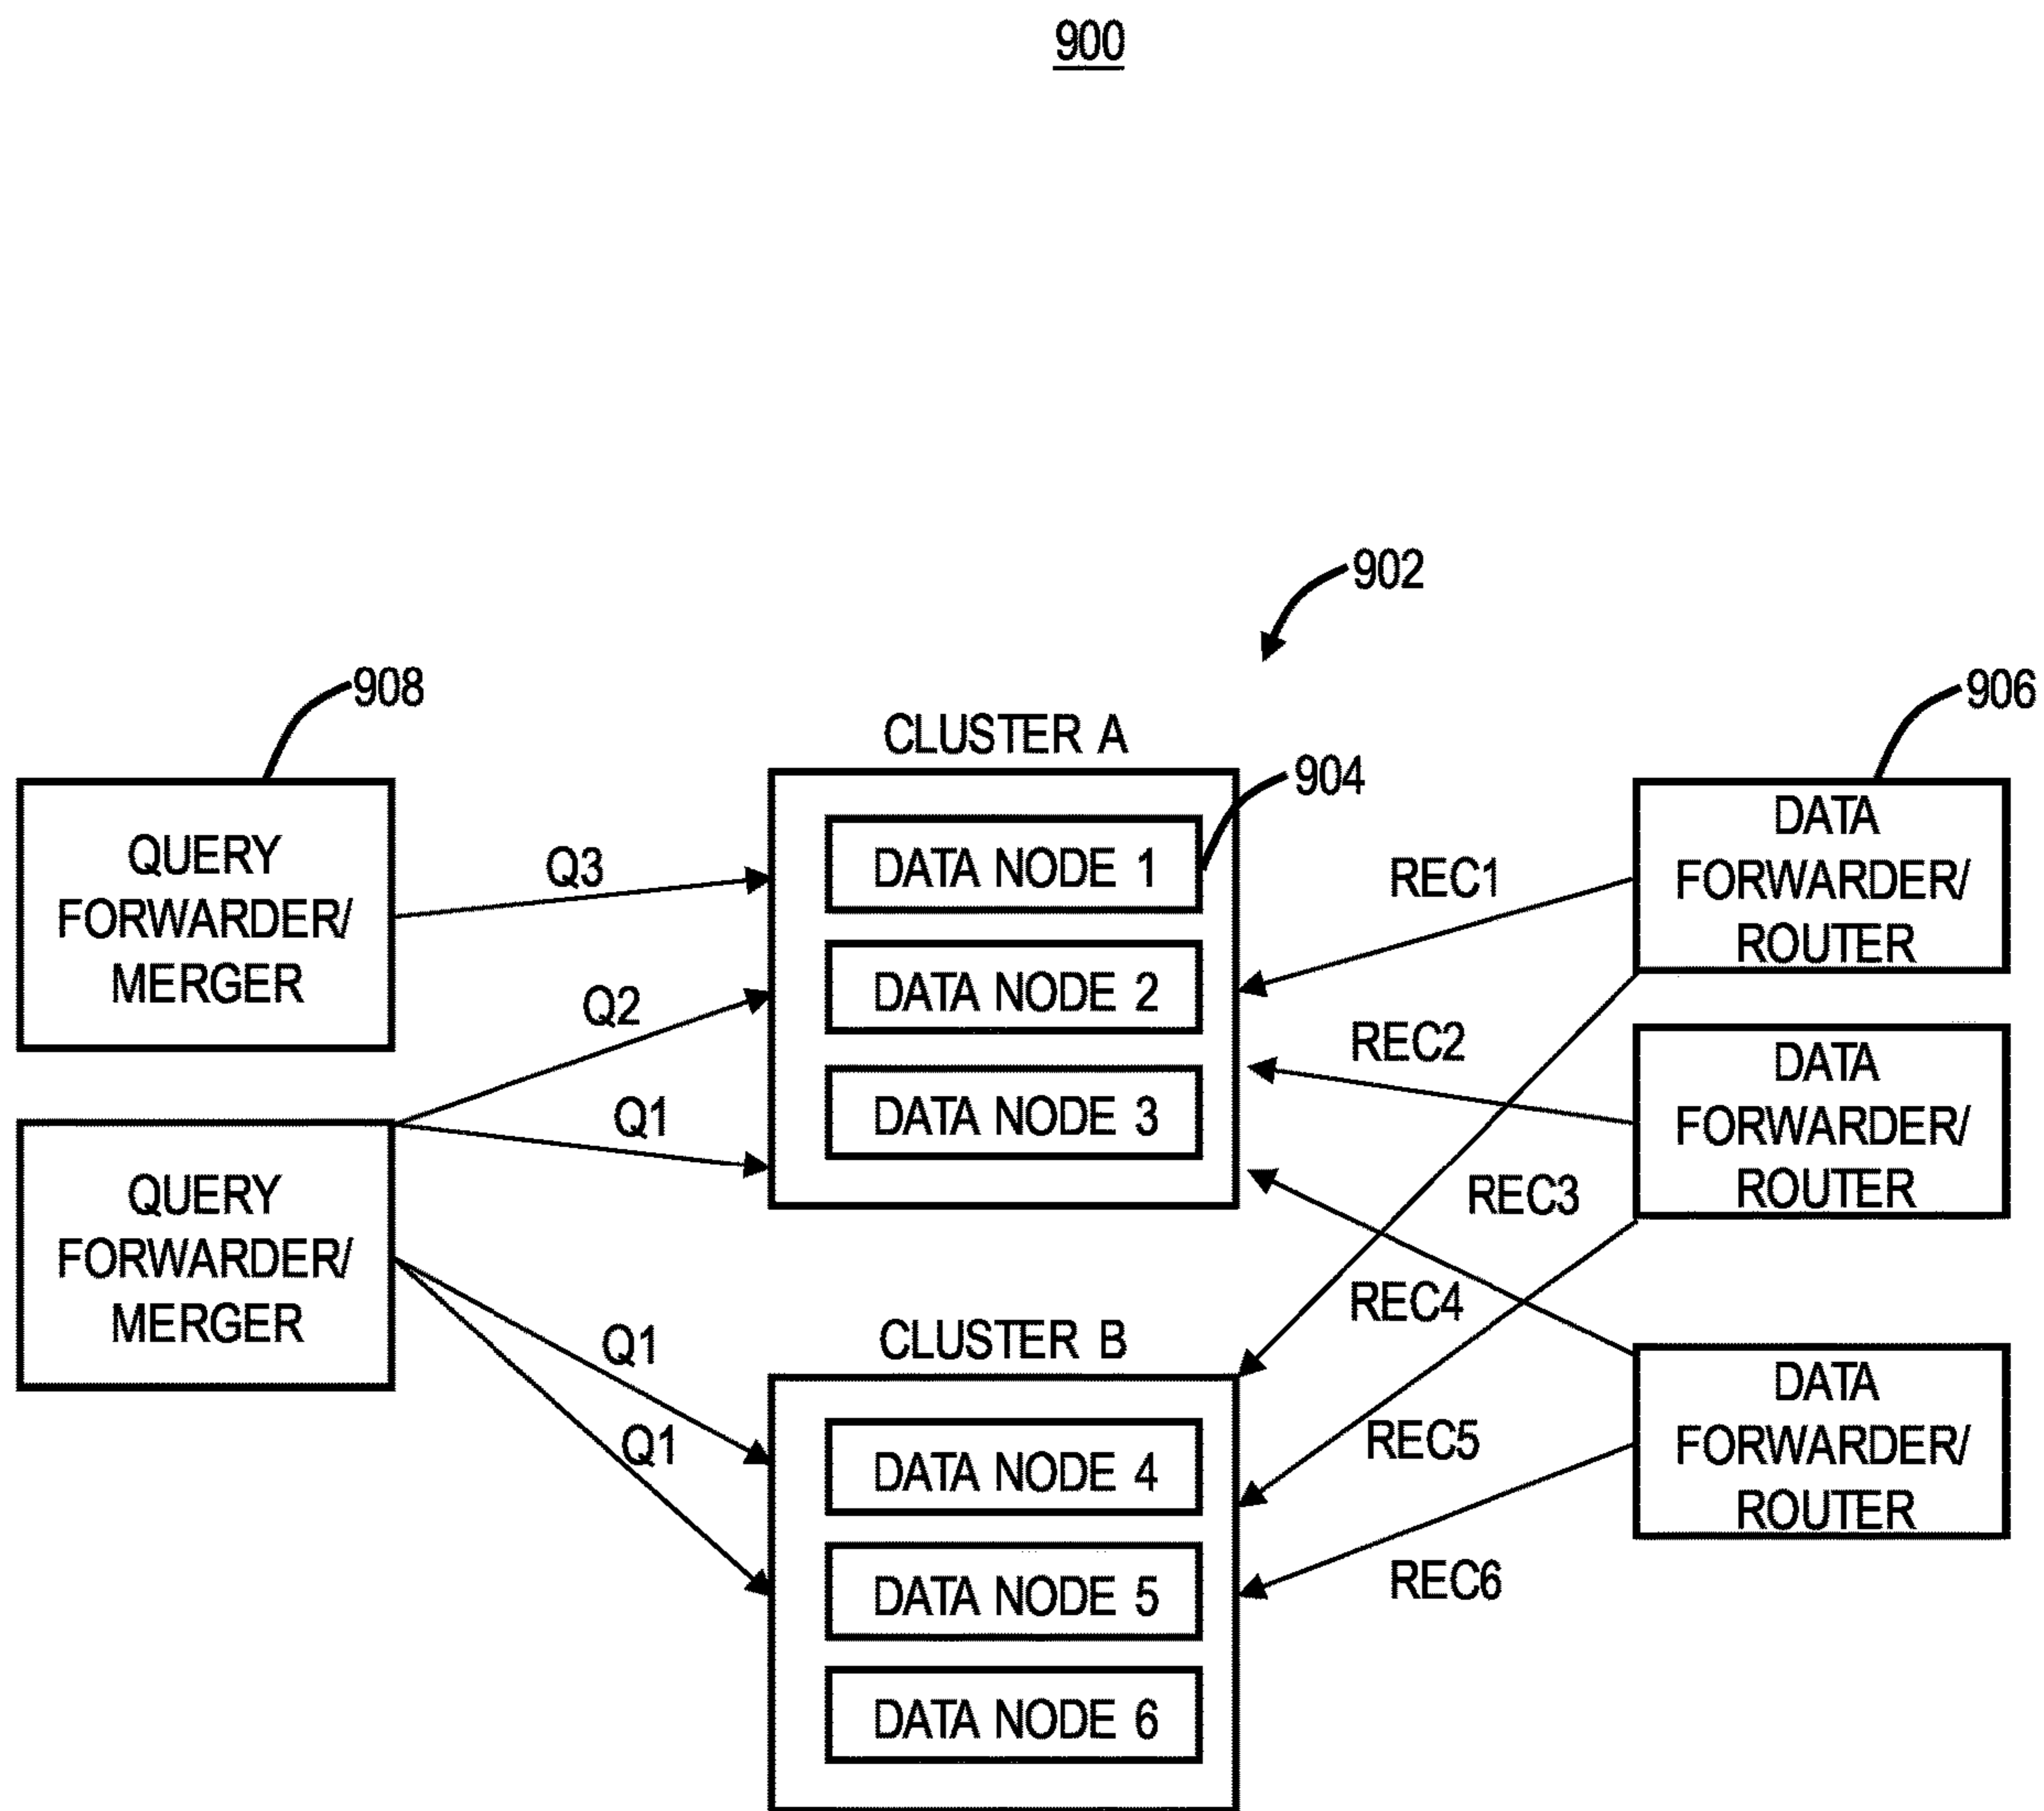 900
902
908
906
CLUSTER A
904
QUERY
FORWARDER/
MERGER
Q3
DATA NODE 1
REC1
DATA
FORWARDER/
ROUTER
Q2
DATA NODE 2
REC2
DATA
FORWARDER/
ROUTER
Q1
DATA NODE 3
REC3
QUERY
FORWARDER/
MERGER
REC4
Q1
CLUSTER B
DATA
FORWARDER/
ROUTER
Q1
DATA NODE 4
REC5
DATA NODE 5
REC6
DATA NODE 6